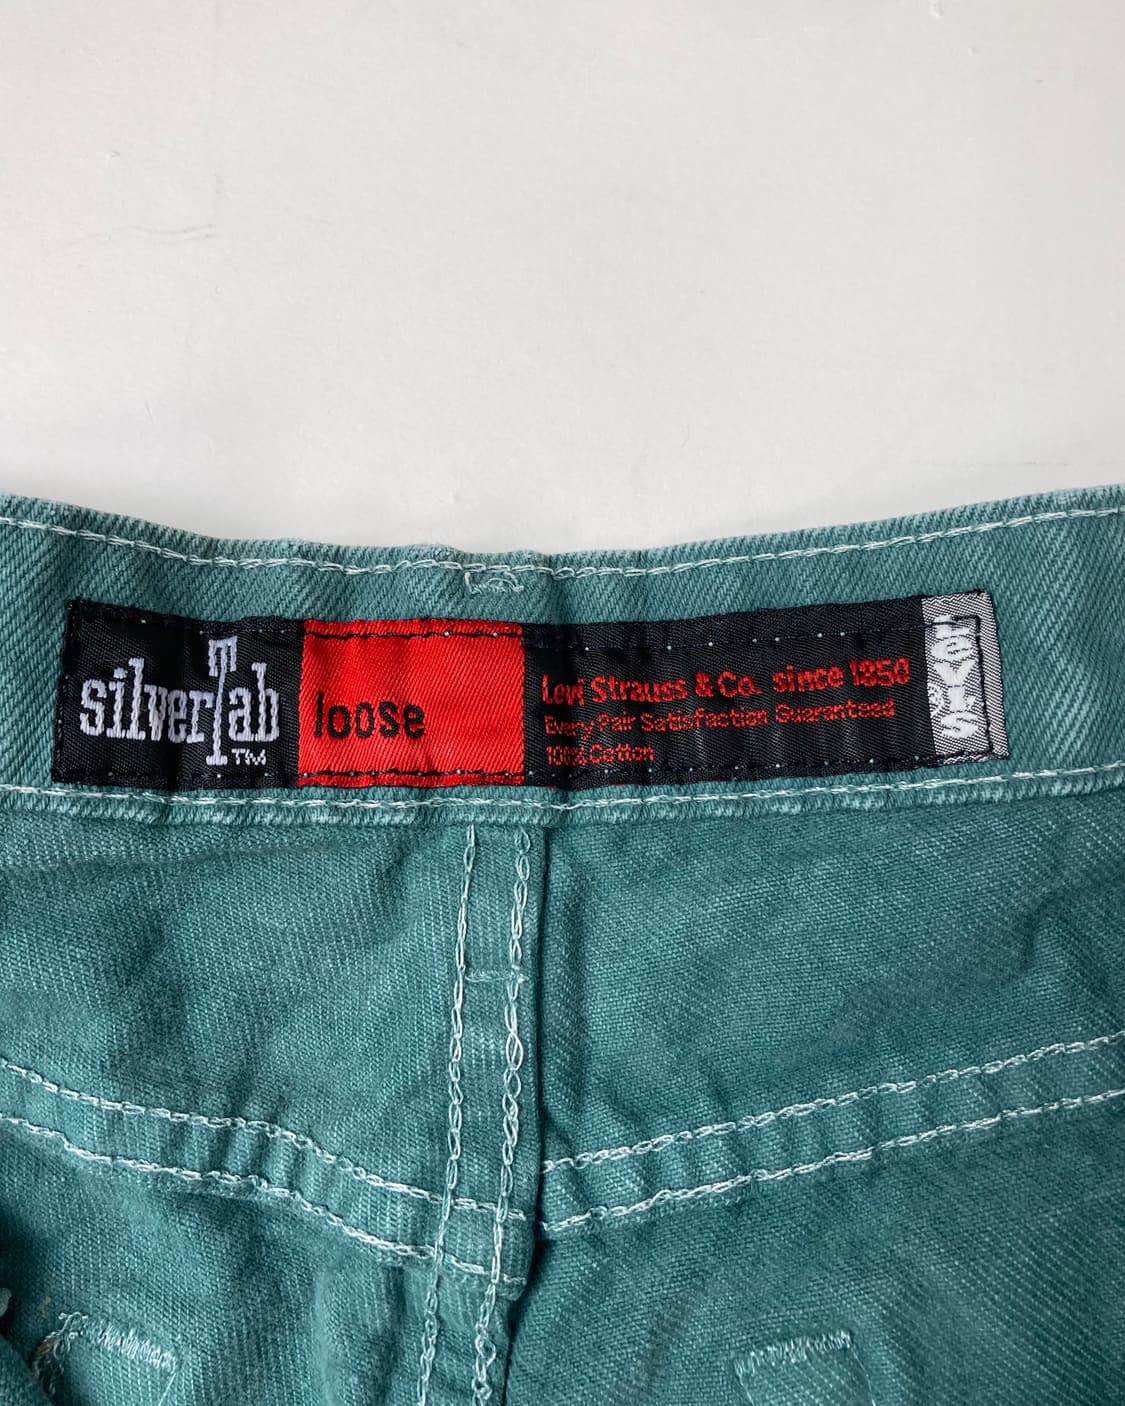 silverTab
TM
loose
Levi Strauss & Co. since 1850
Every Pair Satisfaction Guaranteed
100% Cotton
Levi's
®